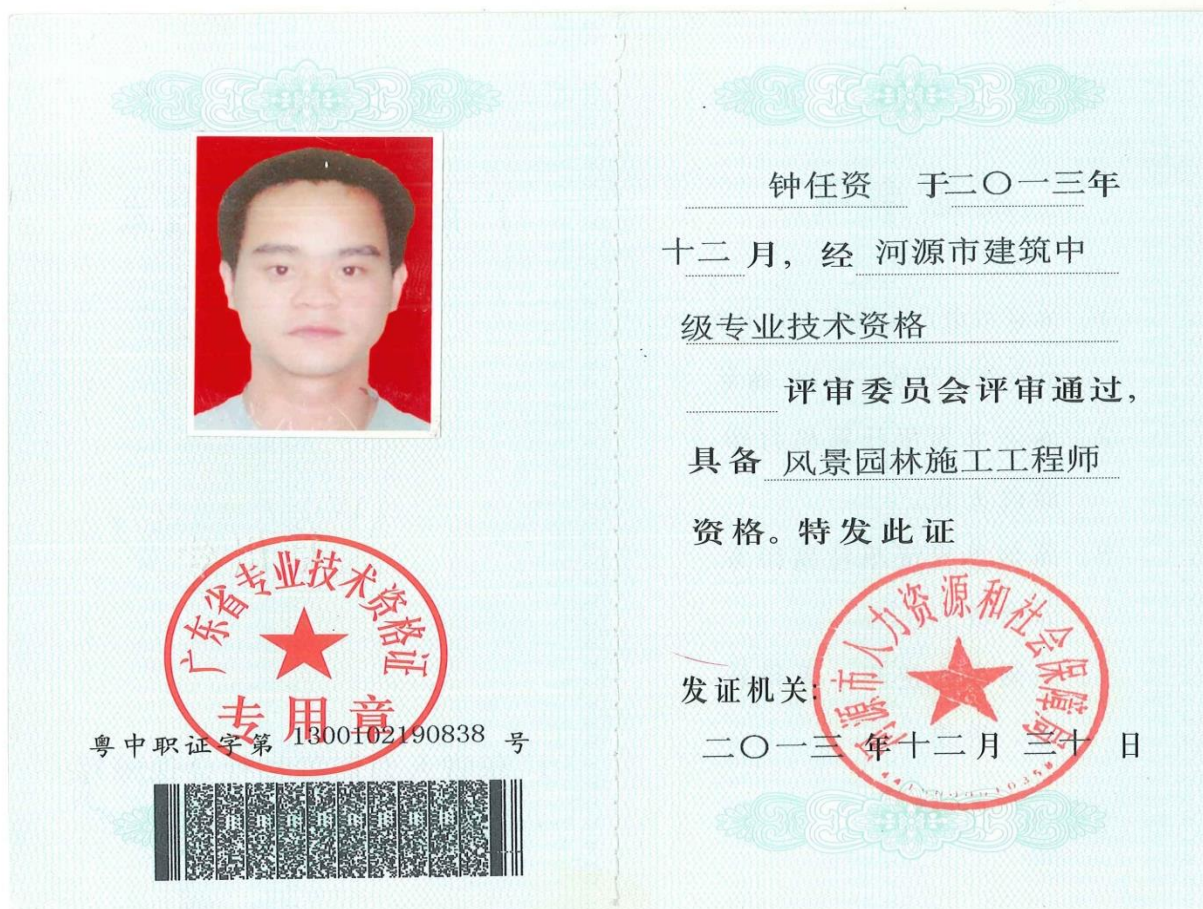 广东省专业技术资格证
专用章
粤中职证字第 1300102190838 号
钟任资 于二〇一三年
十二 月, 经 河源市建筑中
级专业技术资格
评审委员会评审通过,
具备 风景园林施工工程师
资格。特发此证
河源市人力资源和社会保障局
发证机关:
二〇一三 年十二月 三十 日